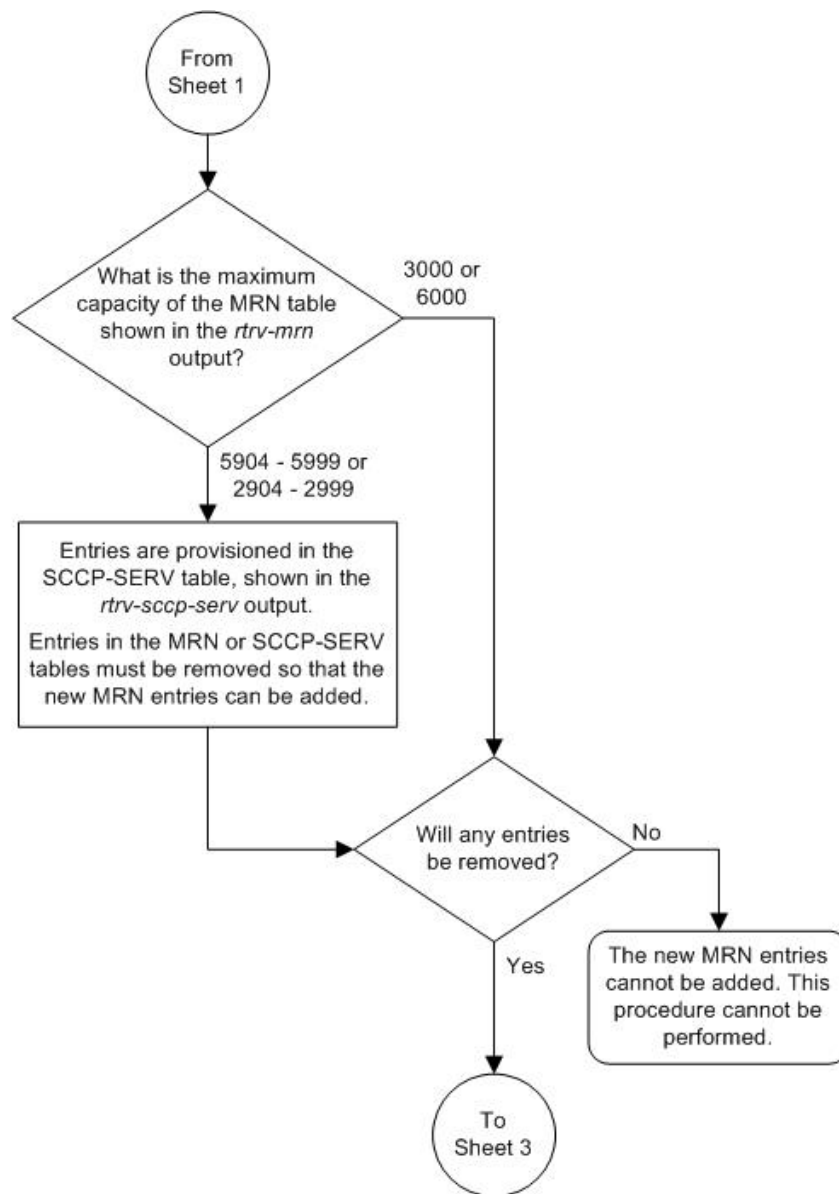 From
Sheet 1
What is the maximum
capacity of the MRN table
shown in the rtrv-mrn
output?
3000 or
6000
5904 - 5999 or
2904 - 2999
Entries are provisioned in the
SCCP-SERV table, shown in the
rtrv-sccp-serv output.
Entries in the MRN or SCCP-SERV
tables must be removed so that the
new MRN entries can be added.
Will any entries
be removed?
No
Yes
The new MRN entries
cannot be added. This
procedure cannot be
performed.
To
Sheet 3